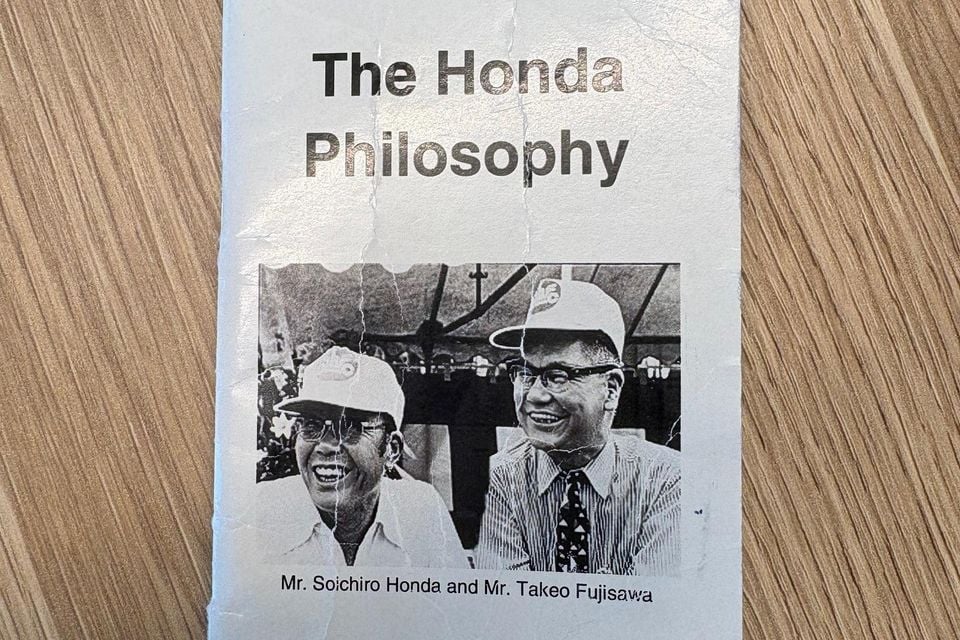 The Honda
Philosophy
Mr. Soichiro Honda and Mr. Takeo Fujisawa